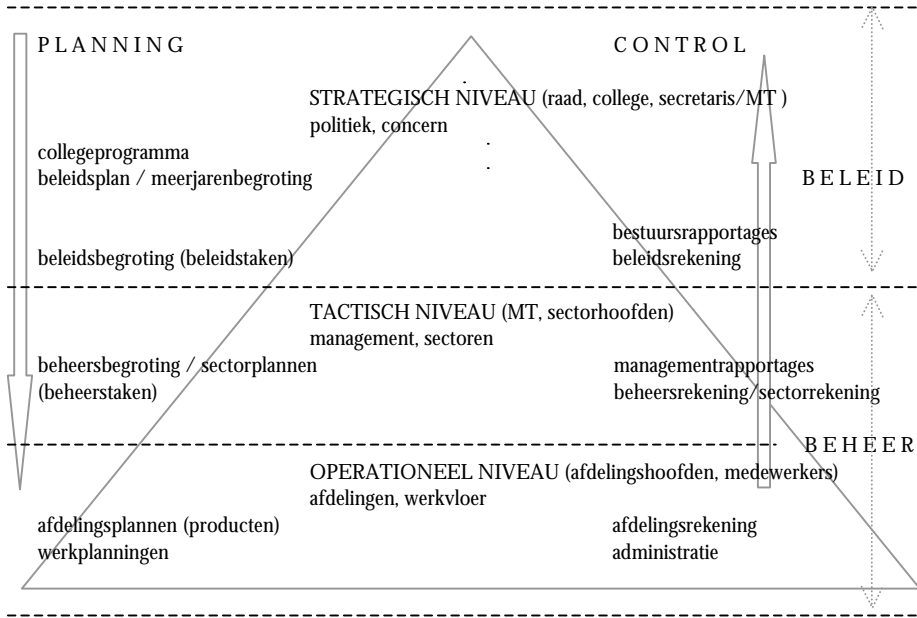 PLANNING
CONTROL
STRATEGISCH NIVEAU (raad, college, secretaris/MT )
politiek, concern
collegeprogramma
beleidsplan / meerjarenbegroting
BELEID
bestuursrapportages
beleidsbegroting (beleidstaken)
beleidsrekening
TACTISCH NIVEAU (MT, sectorhoofden)
management, sectoren
beheersbegroting / sectorplannen
(beheerstaken)
managementrapportages
beheersrekening/sectorrekening
BEHEER
OPERATIONEEL NIVEAU (afdelingshoofden, medewerkers)
afdelingen, werkvloer
afdelingsplannen (producten)
werkplanningen
afdelingsrekening
administratie